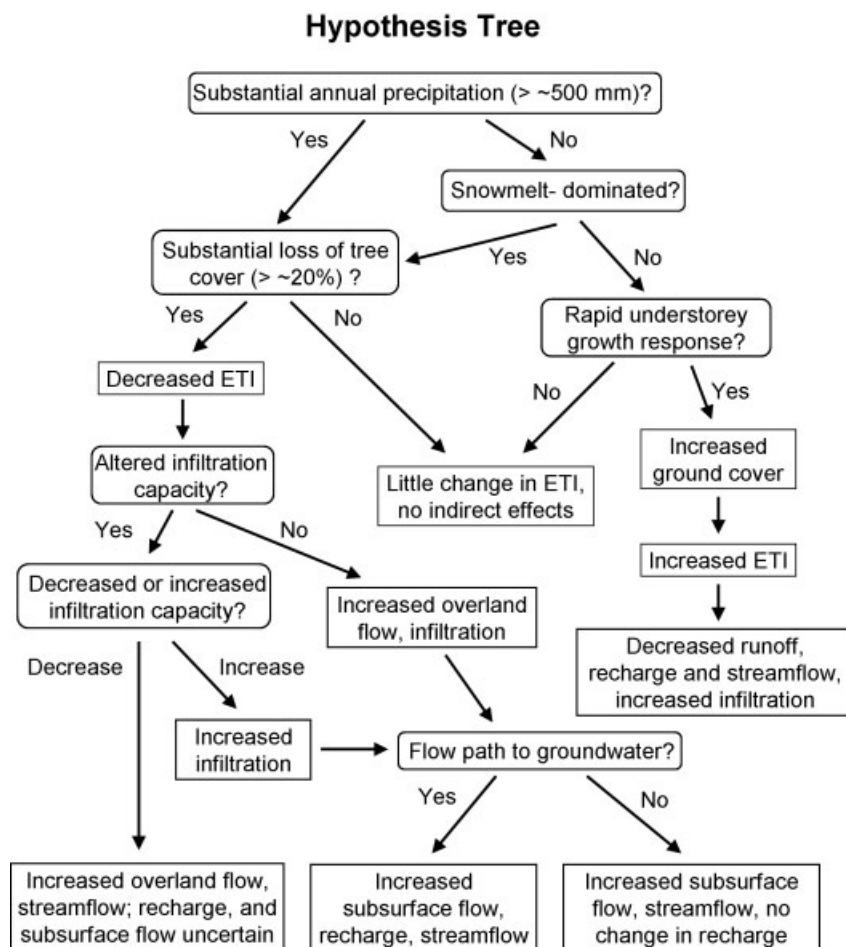 Hypothesis Tree
Substantial annual precipitation (> ~500 mm)?
Yes
No
Snowmelt- dominated?
Substantial loss of tree
cover (> ~20%) ?
Yes
No
Yes
No
Rapid understorey
growth response?
Decreased ETI
No
Yes
Altered infiltration
capacity?
Little change in ETI,
no indirect effects
Increased
ground cover
Yes
No
Increased ETI
Decreased or increased
infiltration capacity?
Increased overland
flow, infiltration
Decreased runoff,
recharge and streamflow,
increased infiltration
Decrease
Increase
Increased
infiltration
Flow path to groundwater?
Yes
No
Increased overland flow,
streamflow; recharge, and
subsurface flow uncertain
Increased
subsurface flow,
recharge, streamflow
Increased subsurface
flow, streamflow, no
change in recharge